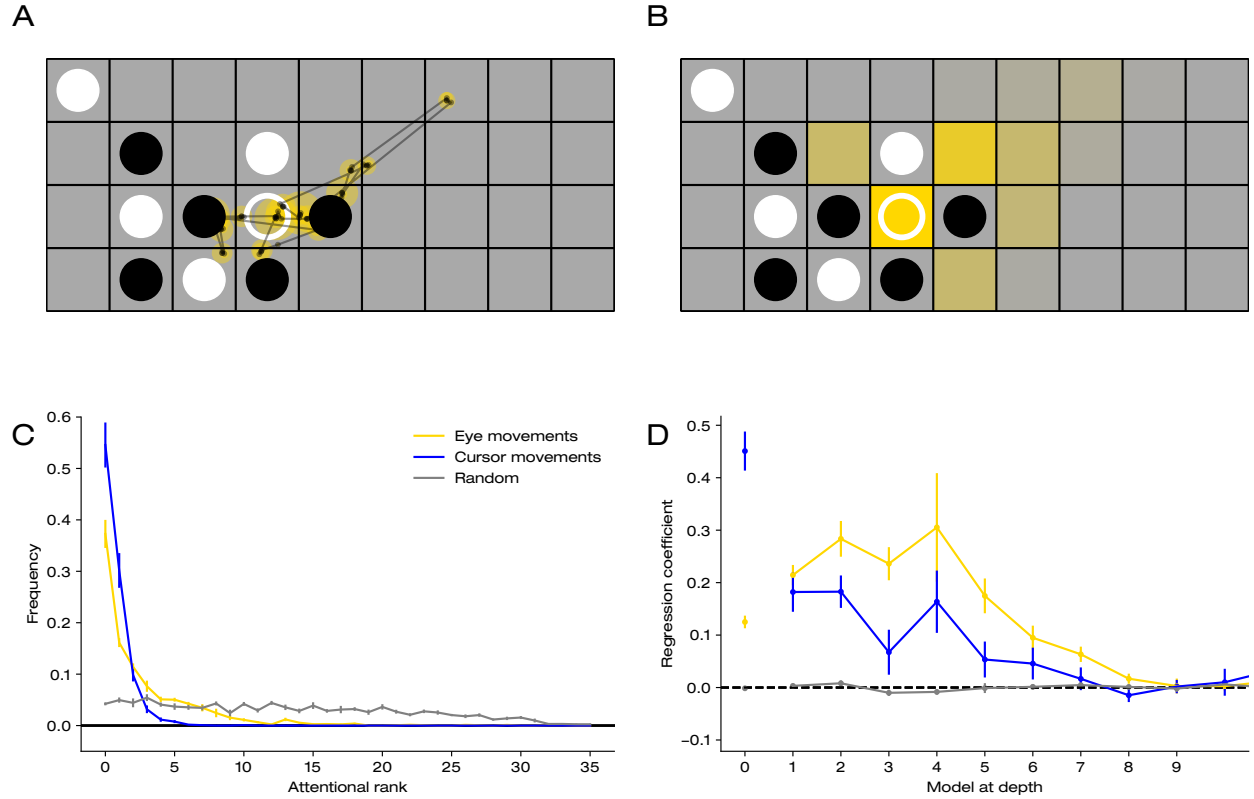 A
B
C
0.6
0.5
0.4
0.3
0.2
0.1
0.0
Frequency
Eye movements
Cursor movements
Random
0 5 10 15 20 25 30 35
Attentional rank
D
0.5
0.4
0.3
0.2
0.1
0.0
−0.1
Regression coefficient
0 1 2 3 4 5 6 7 8 9
Model at depth